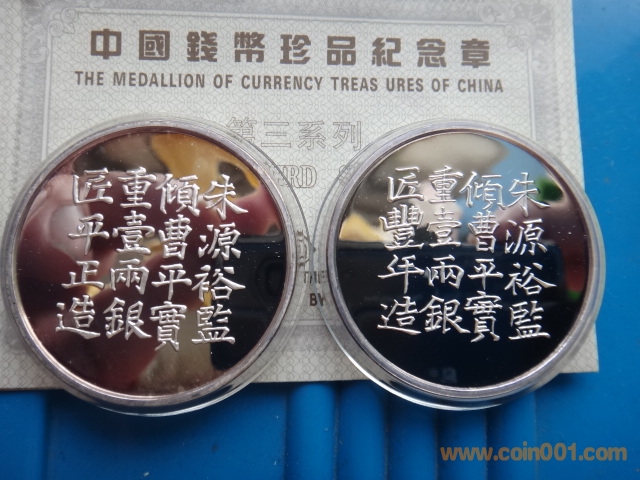 中國錢幣珍品紀念章
THE MEDALLION OF CURRENCY TREAS URES OF CHINA
第三系列
朱源裕監
傾曹平實
重壹兩銀
匠平正造
朱源裕監
傾曹平實
重壹兩銀
匠豐年造
THE
BY
www.coin001.com